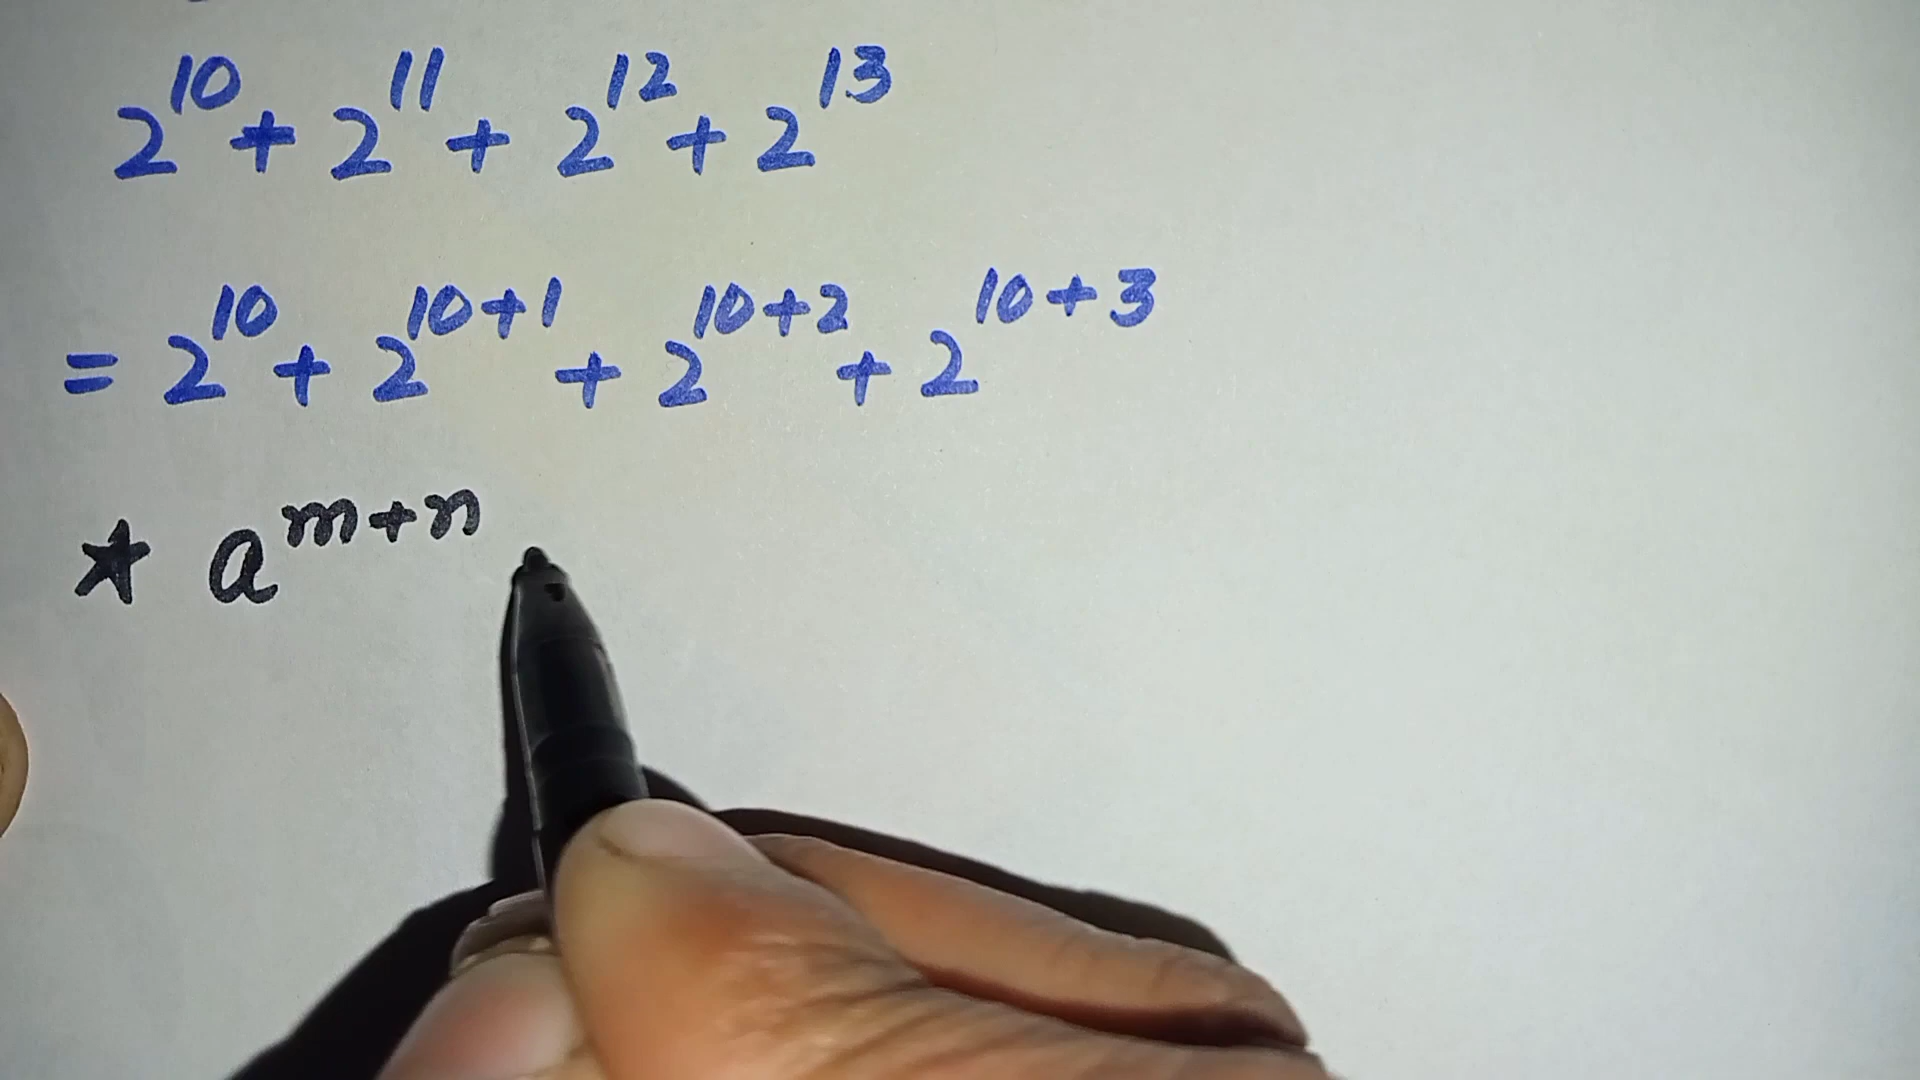 2^10 + 2^11 + 2^12 + 2^13
= 2^10 + 2^10+1 + 2^10+2 + 2^10+3
★ a^m+n